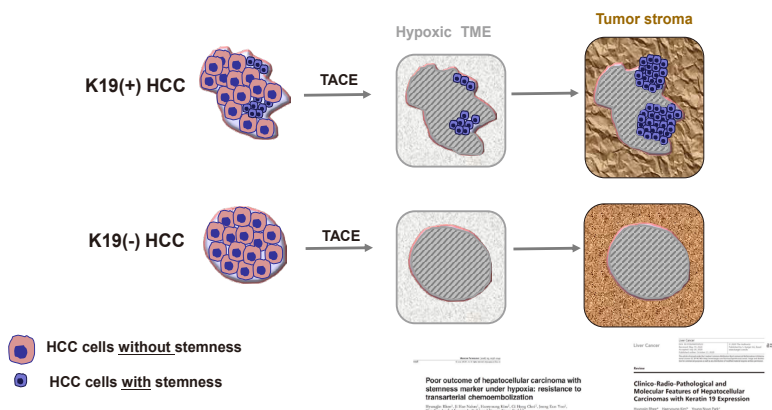 Tumor stroma
Hypoxic TME
K19(+) HCC
TACE
K19(-) HCC
TACE
HCC cells without stemness
HCC cells with stemness
Poor outcome of hepatocellular carcinoma with
stemness marker under hypoxia: resistance to
transarterial chemoembolization
Liver Cancer
Review
Clinico-Radio-Pathological and
Molecular Features of Hepatocellular
Carcinomas with Keratin 19 Expression